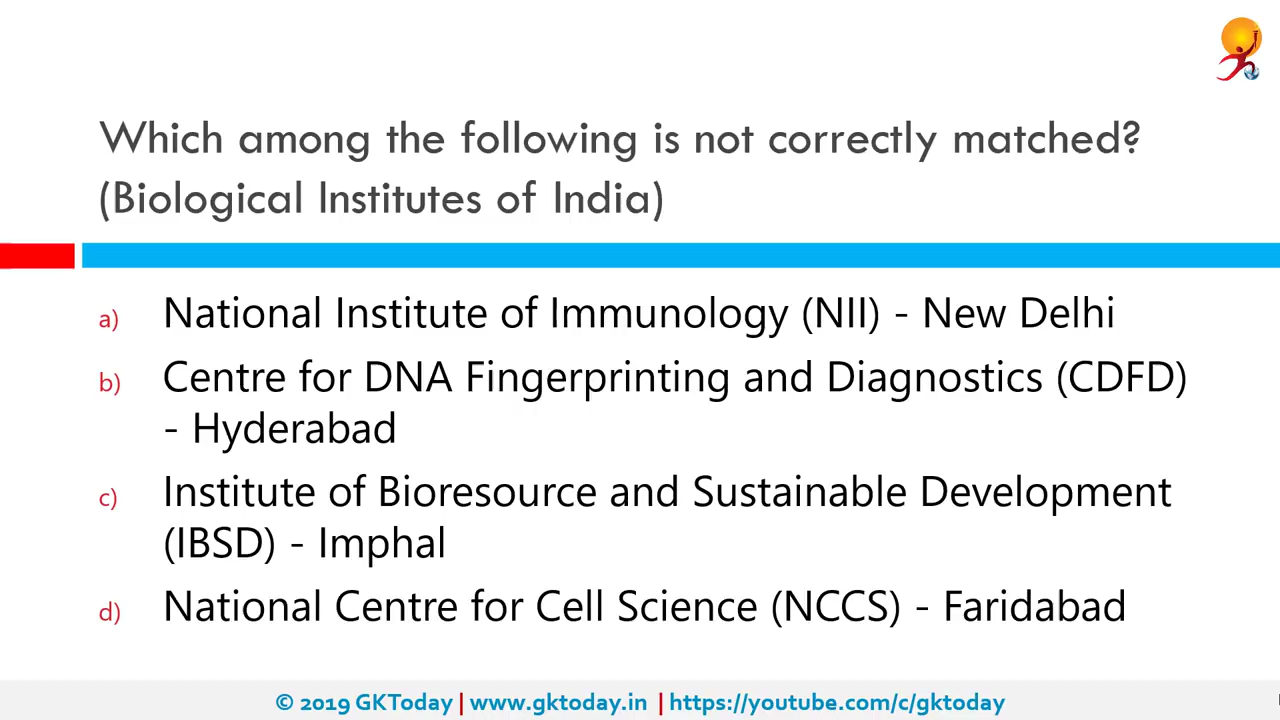 Which among the following is not correctly matched?
(Biological Institutes of India)
a) National Institute of Immunology (NII) - New Delhi
b) Centre for DNA Fingerprinting and Diagnostics (CDFD)
- Hyderabad
c) Institute of Bioresource and Sustainable Development
(IBSD) - Imphal
d) National Centre for Cell Science (NCCS) - Faridabad
© 2019 GKToday | www.gktoday.in | https://youtube.com/c/gktoday